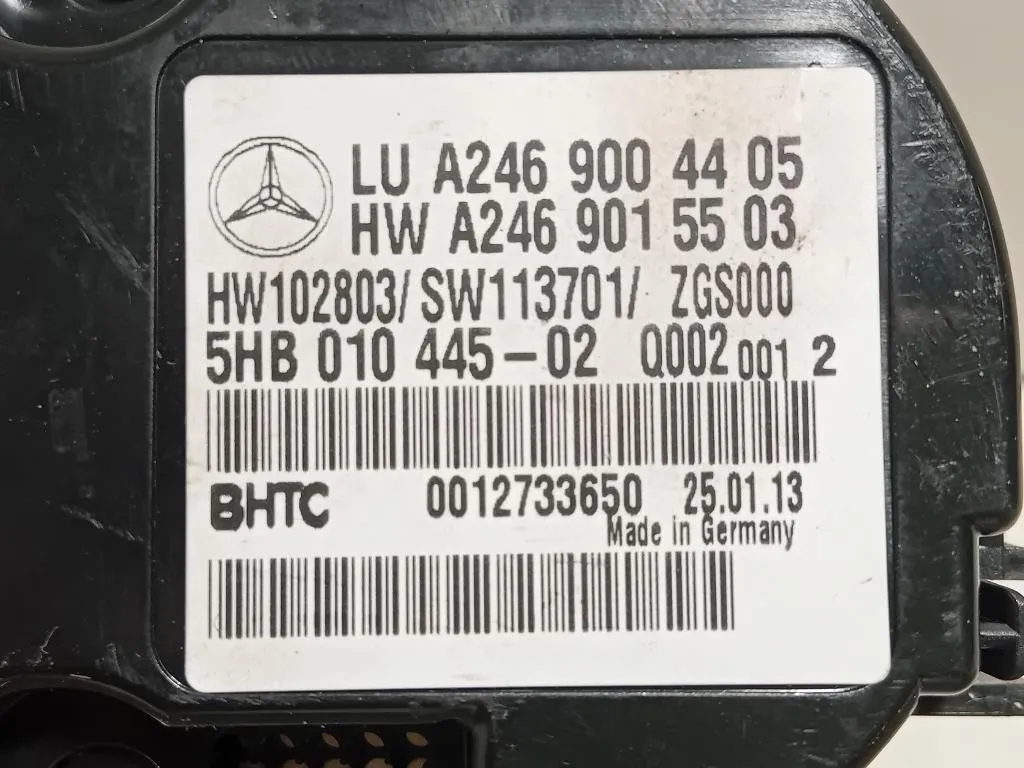 LU A246 900 44 05
HW A246 901 55 03
HW102803/ SW113701/ ZGS000
5HB 010 445-02 Q002 001 2
BHTC 0012733650 25.01.13
Made in Germany